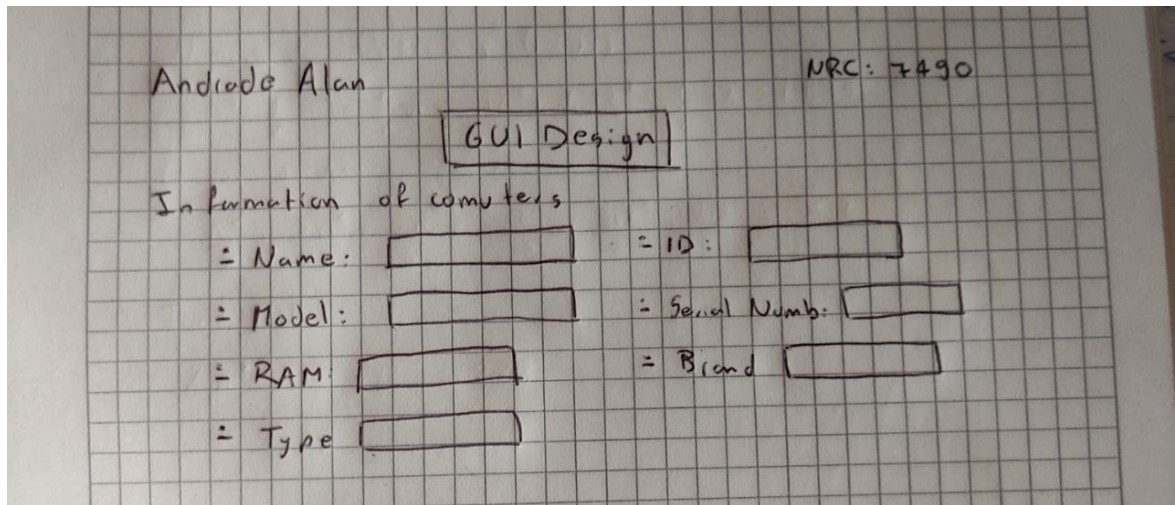 Andrade Alan NRC: 7490
GUI Design
Information of computers
- Name: - ID:
- Model: - Serial Numb:
- RAM: - Brand
- Type